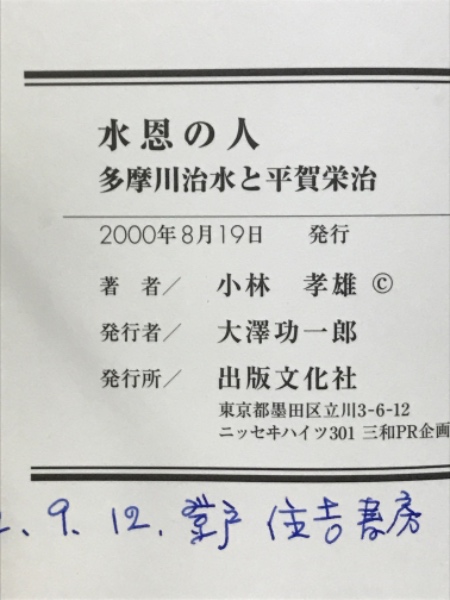 水恩の人
多摩川治水と平賀栄治
2000年8月19日 発行
著 者／ 小林 孝雄 ©
発行者／ 大澤功一郎
発行所／ 出版文化社
東京都墨田区立川3-6-12
ニッセヰハイツ301 三和PR企画
9. 12. 登戸 住吉書房